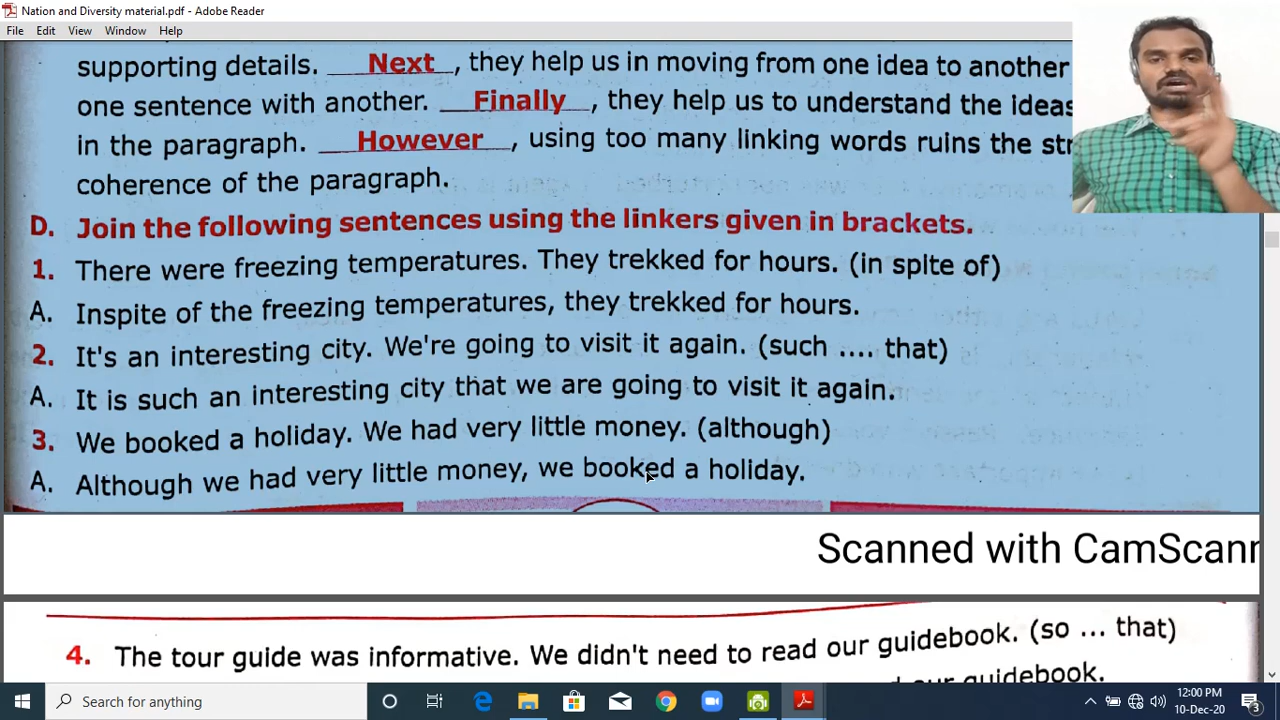 Nation and Diversity material.pdf - Adobe Reader
File Edit View Window Help
supporting details. Next, they help us in moving from one idea to another
one sentence with another. Finally, they help us to understand the ideas
in the paragraph. However, using too many linking words ruins the
coherence of the paragraph.
D. Join the following sentences using the linkers given in brackets.
1. There were freezing temperatures. They trekked for hours. (in spite of)
A. Inspite of the freezing temperatures, they trekked for hours.
2. It's an interesting city. We're going to visit it again. (such .... that)
A. It is such an interesting city that we are going to visit it again.
3. We booked a holiday. We had very little money. (although)
A. Although we had very little money, we booked a holiday.
Scanned with
4. The tour guide was informative. We didn't need to read our guidebook. (so ... that)
our guidebook.
Search for anything
12:00 PM
10-Dec-20
3